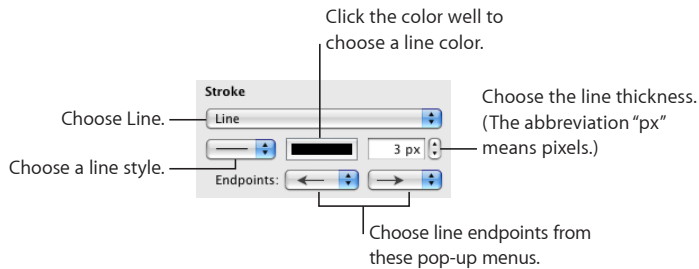 Click the color well to
choose a line color.
Stroke
Choose Line.
Line
Choose the line thickness.
(The abbreviation “px”
means pixels.)
3 px
Choose a line style.
Endpoints:
Choose line endpoints from
these pop-up menus.